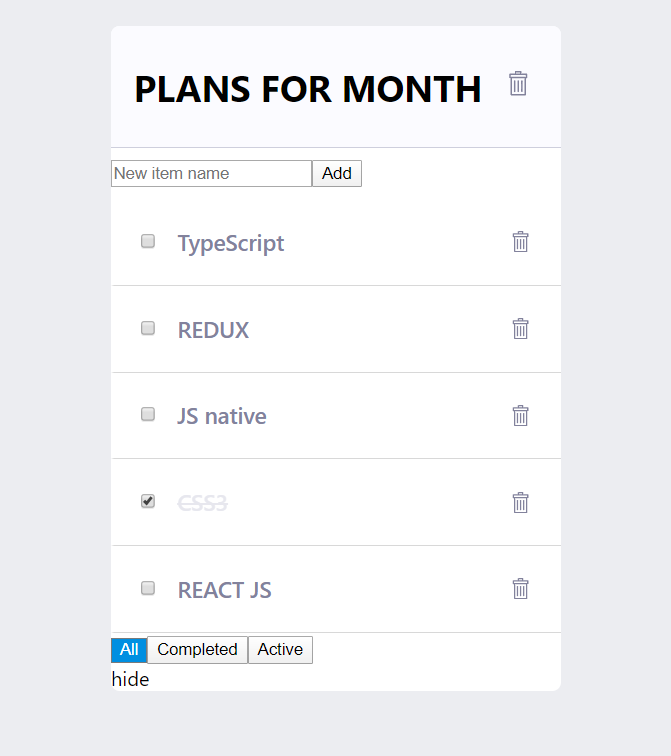 PLANS FOR MONTH
New item name Add
TypeScript
REDUX
JS native
CSS3
REACT JS
All Completed Active
hide